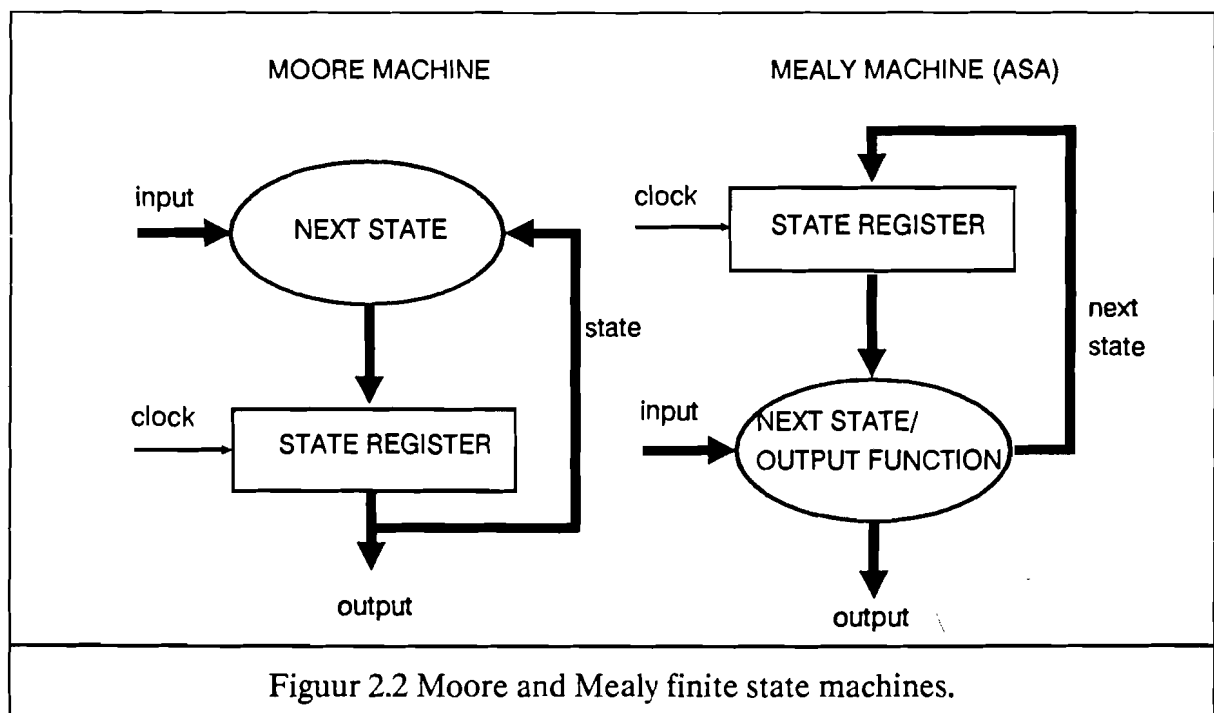 MOORE MACHINE
input
NEXT STATE
state
clock
STATE REGISTER
output
MEALY MACHINE (ASA)
clock
STATE REGISTER
next
state
input
NEXT STATE/
OUTPUT FUNCTION
output
Figuur 2.2 Moore and Mealy finite state machines.